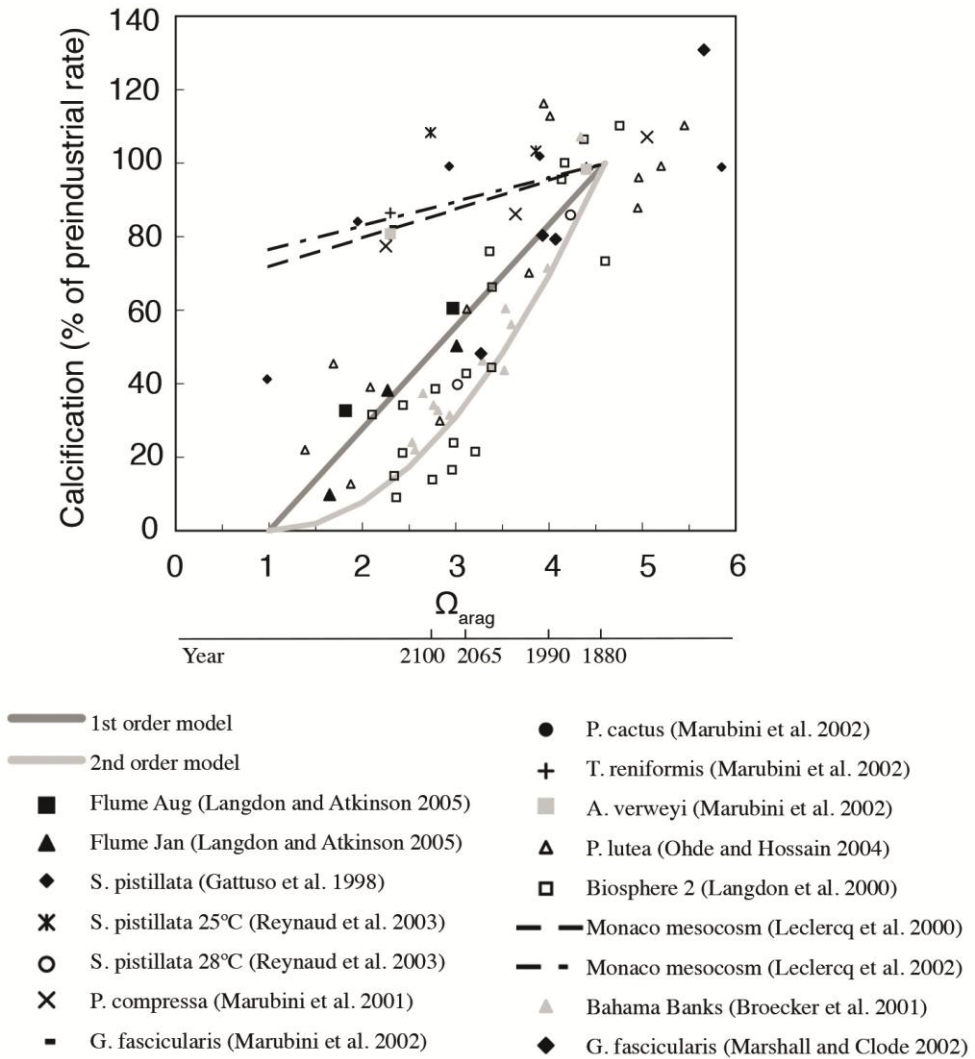 140
120
100
80
60
40
20
0
Calcification (% of preindustrial rate)
0 1 2 3 4 5 6
Ωarag
Year 2100 2065 1990 1880
1st order model
2nd order model
Flume Aug (Langdon and Atkinson 2005)
Flume Jan (Langdon and Atkinson 2005)
S. pistillata (Gattuso et al. 1998)
S. pistillata 25°C (Reynaud et al. 2003)
S. pistillata 28°C (Reynaud et al. 2003)
P. compressa (Marubini et al. 2001)
G. fascicularis (Marubini et al. 2002)
P. cactus (Marubini et al. 2002)
T. reniformis (Marubini et al. 2002)
A. verweyi (Marubini et al. 2002)
P. lutea (Ohde and Hossain 2004)
Biosphere 2 (Langdon et al. 2000)
Monaco mesocosm (Leclercq et al. 2000)
Monaco mesocosm (Leclercq et al. 2002)
Bahama Banks (Broecker et al. 2001)
G. fascicularis (Marshall and Clode 2002)